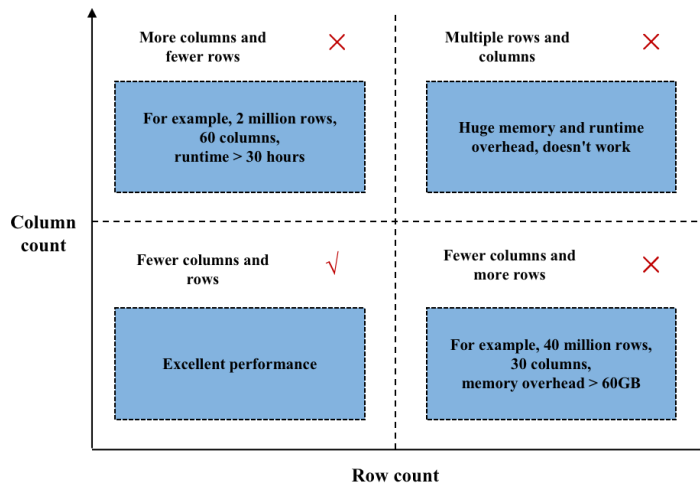 More columns and
fewer rows
×
Multiple rows and
columns
×
For example, 2 million rows,
60 columns,
runtime > 30 hours
Huge memory and runtime
overhead, doesn't work
Column
count
Fewer columns and
rows
√
Fewer columns and
more rows
×
Excellent performance
For example, 40 million rows,
30 columns,
memory overhead > 60GB
Row count